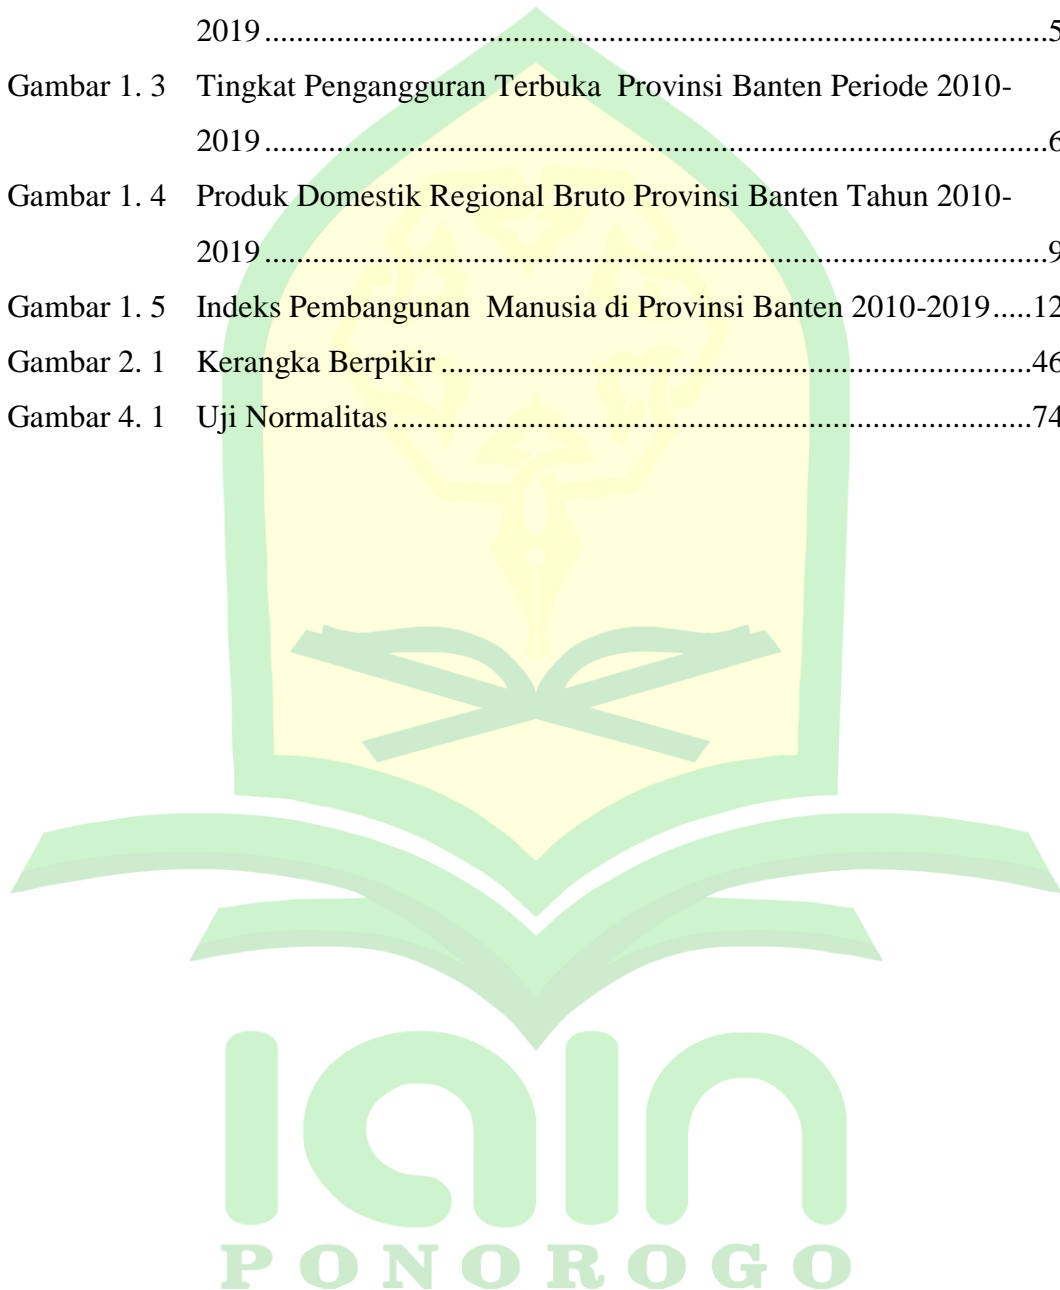 2019.....................................................................................................5
Gambar 1. 3 Tingkat Pengangguran Terbuka Provinsi Banten Periode 2010-
2019.....................................................................................................6
Gambar 1. 4 Produk Domestik Regional Bruto Provinsi Banten Tahun 2010-
2019.....................................................................................................9
Gambar 1. 5 Indeks Pembangunan Manusia di Provinsi Banten 2010-2019.....12
Gambar 2. 1 Kerangka Berpikir..........................................................................46
Gambar 4. 1 Uji Normalitas................................................................................74
iain
PONOROGO